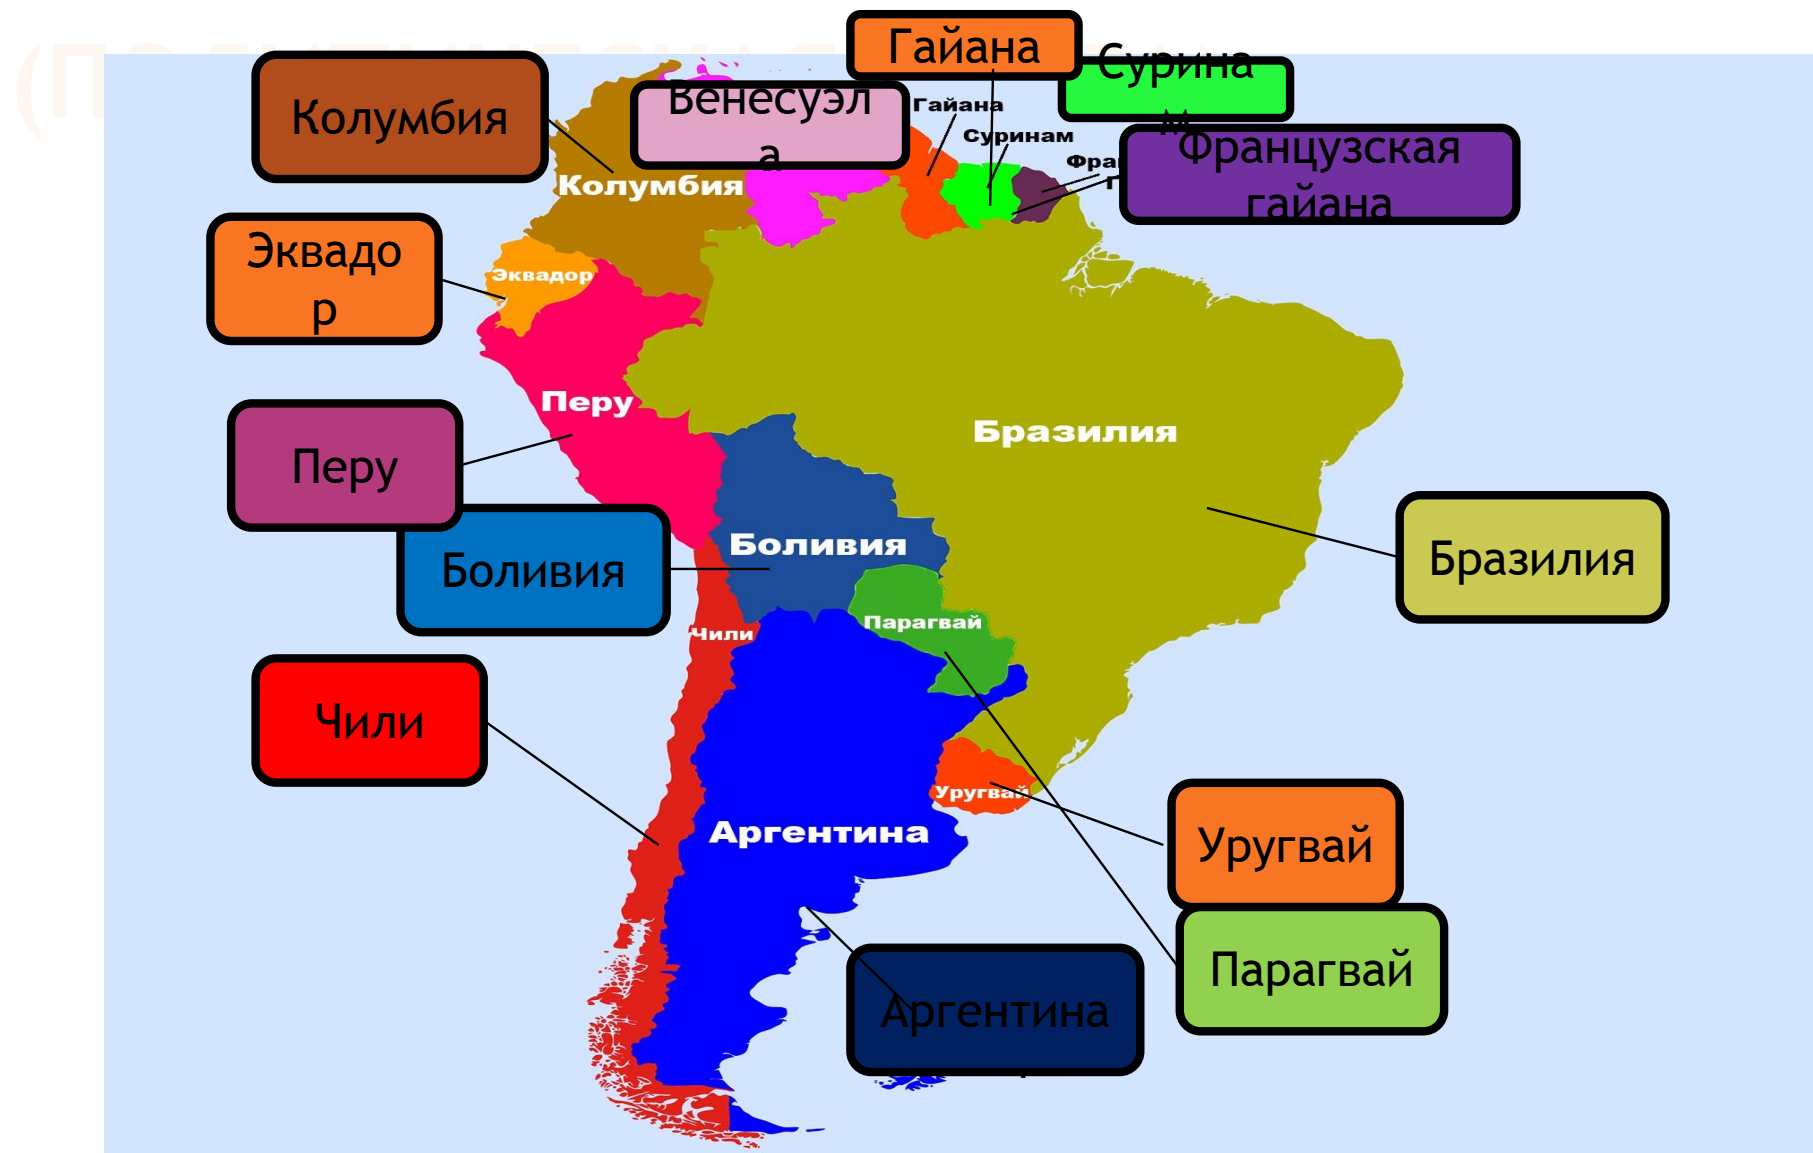 Гайана
Сурина
м
Колумбия
Венесуэл
а
Гайана
Суринам
Французская
гайана
Колумбия
Эквадо
р
Эквадор
Перу
Перу
Бразилия
Боливия
Боливия
Бразилия
Парагвай
Чили
Чили
Уругвай
Аргентина
Уругвай
Парагвай
Аргентина